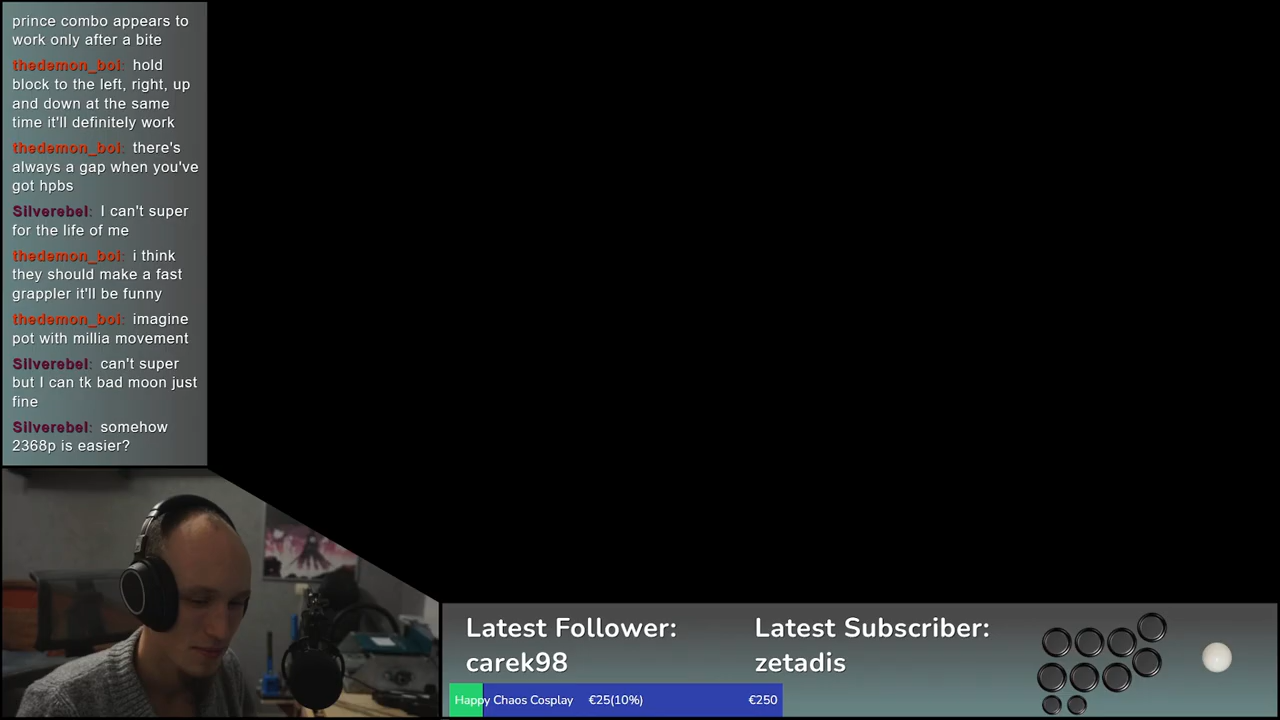 prince combo appears to
work only after a bite
thedemon_boi: hold
block to the left, right, up
and down at the same
time it'll definitely work
thedemon_boi: there's
always a gap when you've
got hpbs
Silverebel: I can't super
for the life of me
thedemon_boi: i think
they should make a fast
grappler it'll be funny
thedemon_boi: imagine
pot with millia movement
Silverebel: can't super
but I can tk bad moon just
fine
Silverebel: somehow
2368p is easier?
Latest Follower:
carek98
Latest Subscriber:
zetadis
Happy Chaos Cosplay €25(10%) €250